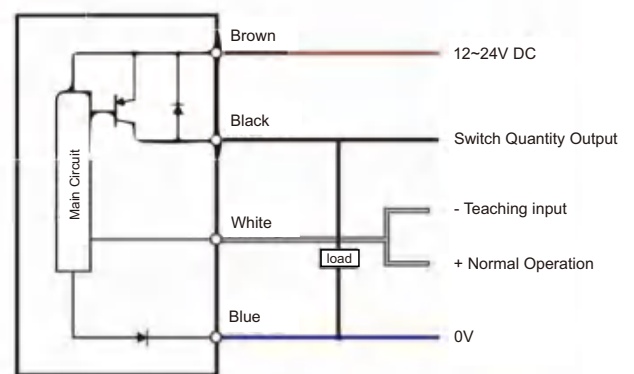 Brown
12~24V DC
Black
Switch Quantity Output
Main Circuit
White
- Teaching input
load
+ Normal Operation
Blue
0V